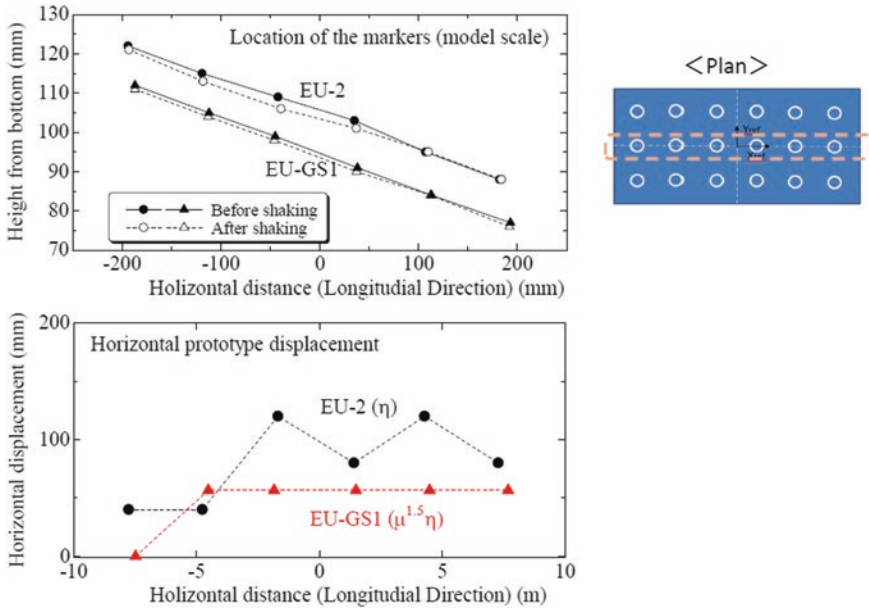 Height from bottom (mm)
130
120
110
100
90
80
70
Location of the markers (model scale)
EU-2
EU-GS1
Before shaking
After shaking
-200 -100 0 100 200
Holizontal distance (Longitudial Direction) (mm)
<Plan>
Yref
Horizontal displacement (mm)
200
100
0
Horizontal prototype displacement
EU-2 (η)
EU-GS1 (μ^1.5η)
-10 -5 0 5 10
Holizontal distance (Longitudial Direction) (m)